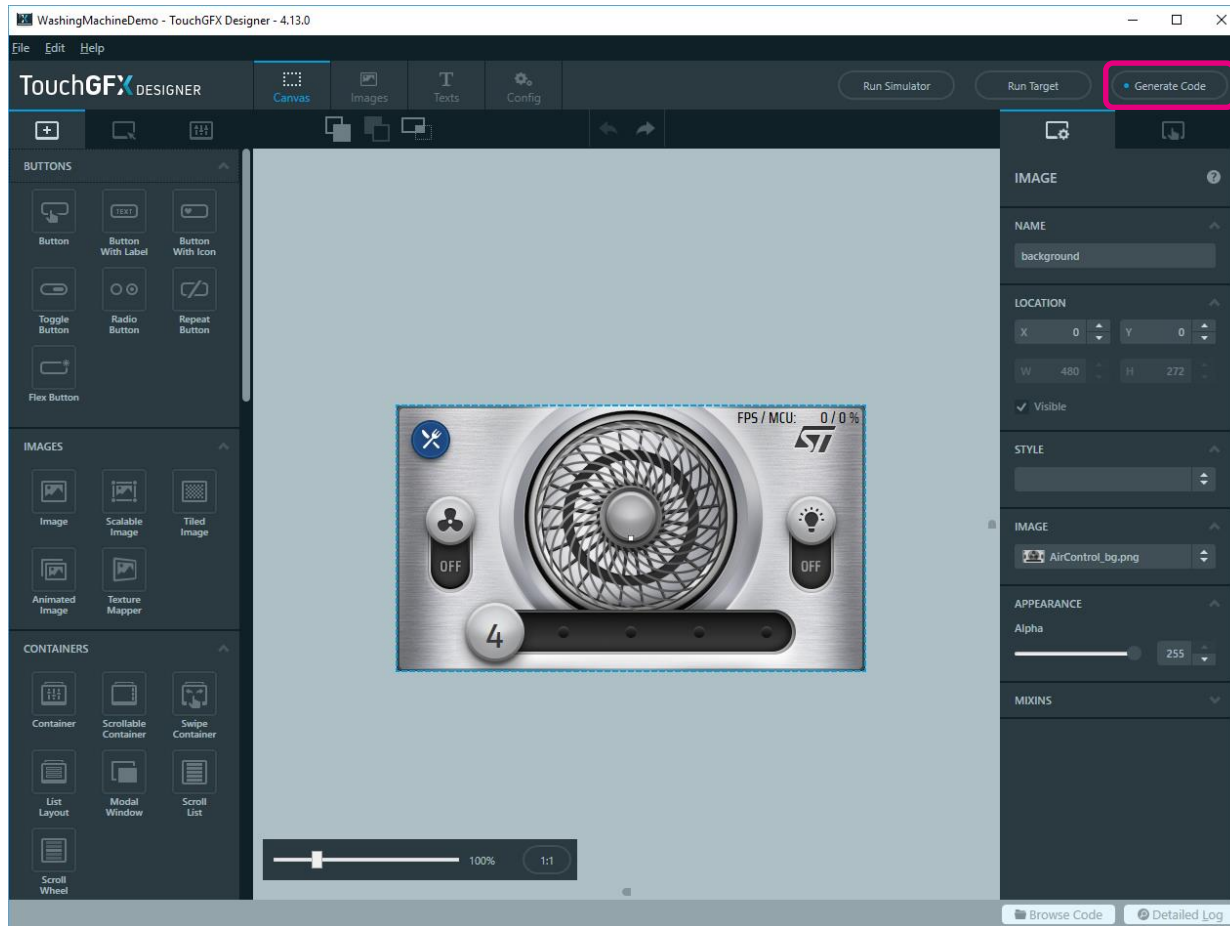 WashingMachineDemo - TouchGFX Designer - 4.13.0
File Edit Help
TouchGFX DESIGNER
Canvas
Images
Texts
Config
Run Simulator
Run Target
Generate Code
BUTTONS
Button
TEXT
Button With Label
Button With Icon
Toggle Button
Radio Button
Repeat Button
Flex Button
IMAGES
Image
Scalable Image
Tiled Image
Animated Image
Texture Mapper
CONTAINERS
Container
Scrollable Container
Swipe Container
List Layout
Modal Window
Scroll List
Scroll Wheel
FPS / MCU: 0 / 0 %
ST
OFF
OFF
4
100%
1:1
IMAGE
?
NAME
background
LOCATION
X 0 Y 0
W 480 H 272
Visible
STYLE
IMAGE
AirControl_bg.png
APPEARANCE
Alpha
255
MIXINS
Browse Code
Detailed Log